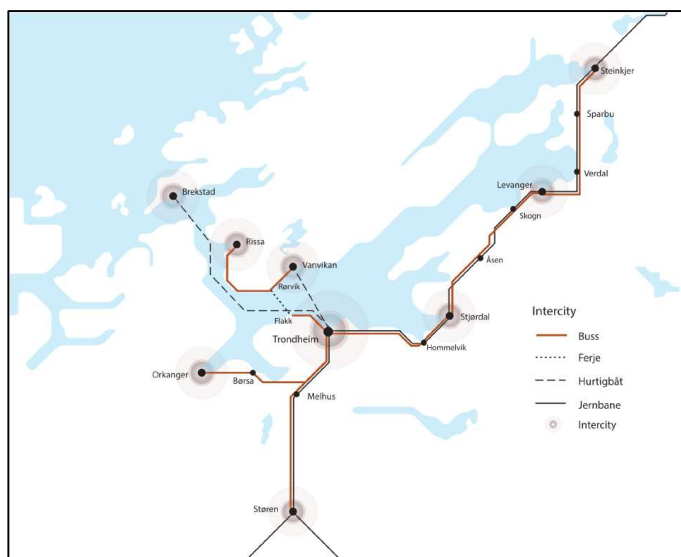 Steinkjer
Sparbu
Verdal
Levanger
Skogn
Åsen
Brekstad
Rissa
Vanvikan
Rørvik
Flakk
Trondheim
Stjørdal
Hommelvik
Orkanger
Børsa
Melhus
Støren
Intercity
Buss
Ferje
Hurtigbåt
Jernbane
Intercity